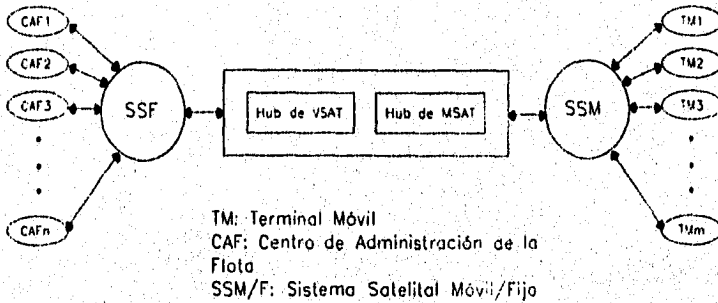 CAF1
CAF2
CAF3
CAFn
SSF
Hub de VSAT
Hub de MSAT
SSM
TM1
TM2
TM3
TMm
TM: Terminal Móvil
CAF: Centro de Administración de la
Flota
SSM/F: Sistema Satelital Móvil/Fijo